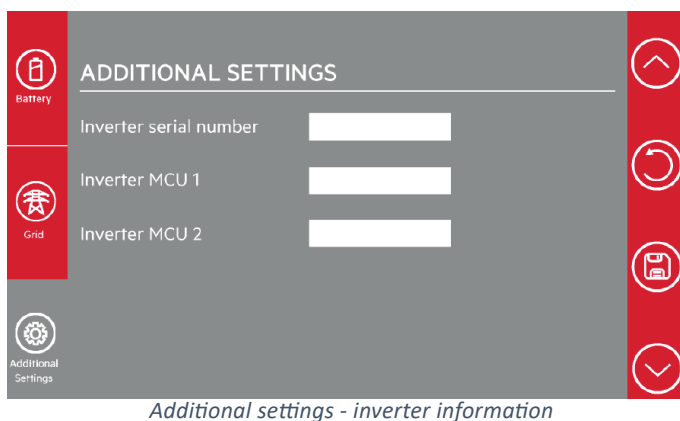 ADDITIONAL SETTINGS
Battery
Inverter serial number
Inverter MCU 1
Grid
Inverter MCU 2
Additional
Settings
Additional settings - inverter information